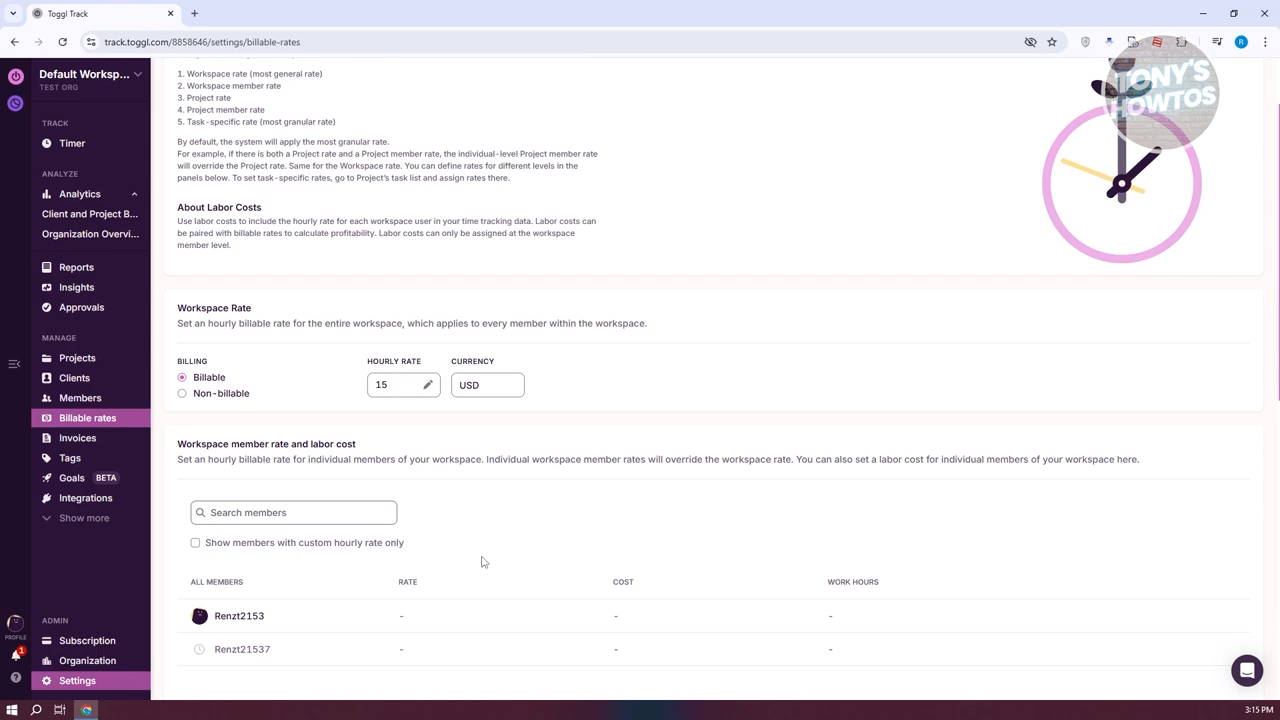 Toggl Track
track.toggl.com/8858646/settings/billable-rates
R
TONY'S
HOWTOS
Default Worksp...
TEST ORG
TRACK
Timer
ANALYZE
Analytics
Client and Project B...
Organization Overvi...
Reports
Insights
Approvals
MANAGE
Projects
Clients
Members
Billable rates
Invoices
Tags
Goals BETA
Integrations
Show more
ADMIN
Subscription
Organization
Settings
PROFILE
1
1. Workspace rate (most general rate)
2. Workspace member rate
3. Project rate
4. Project member rate
5. Task-specific rate (most granular rate)
By default, the system will apply the most granular rate.
For example, if there is both a Project rate and a Project member rate, the individual-level Project member rate
will override the Project rate. Same for the Workspace rate. You can define rates for different levels in the
panels below. To set task-specific rates, go to Project's task list and assign rates there.
About Labor Costs
Use labor costs to include the hourly rate for each workspace user in your time tracking data. Labor costs can
be paired with billable rates to calculate profitability. Labor costs can only be assigned at the workspace
member level.
Workspace Rate
Set an hourly billable rate for the entire workspace, which applies to every member within the workspace.
BILLING HOURLY RATE CURRENCY
Billable
15 USD
Non-billable
Workspace member rate and labor cost
Set an hourly billable rate for individual members of your workspace. Individual workspace member rates will override the workspace rate. You can also set a labor cost for individual members of your workspace here.
Search members
Show members with custom hourly rate only
ALL MEMBERS RATE COST WORK HOURS
Renzt2153 - - -
Renzt21537 - - -
3:15 PM